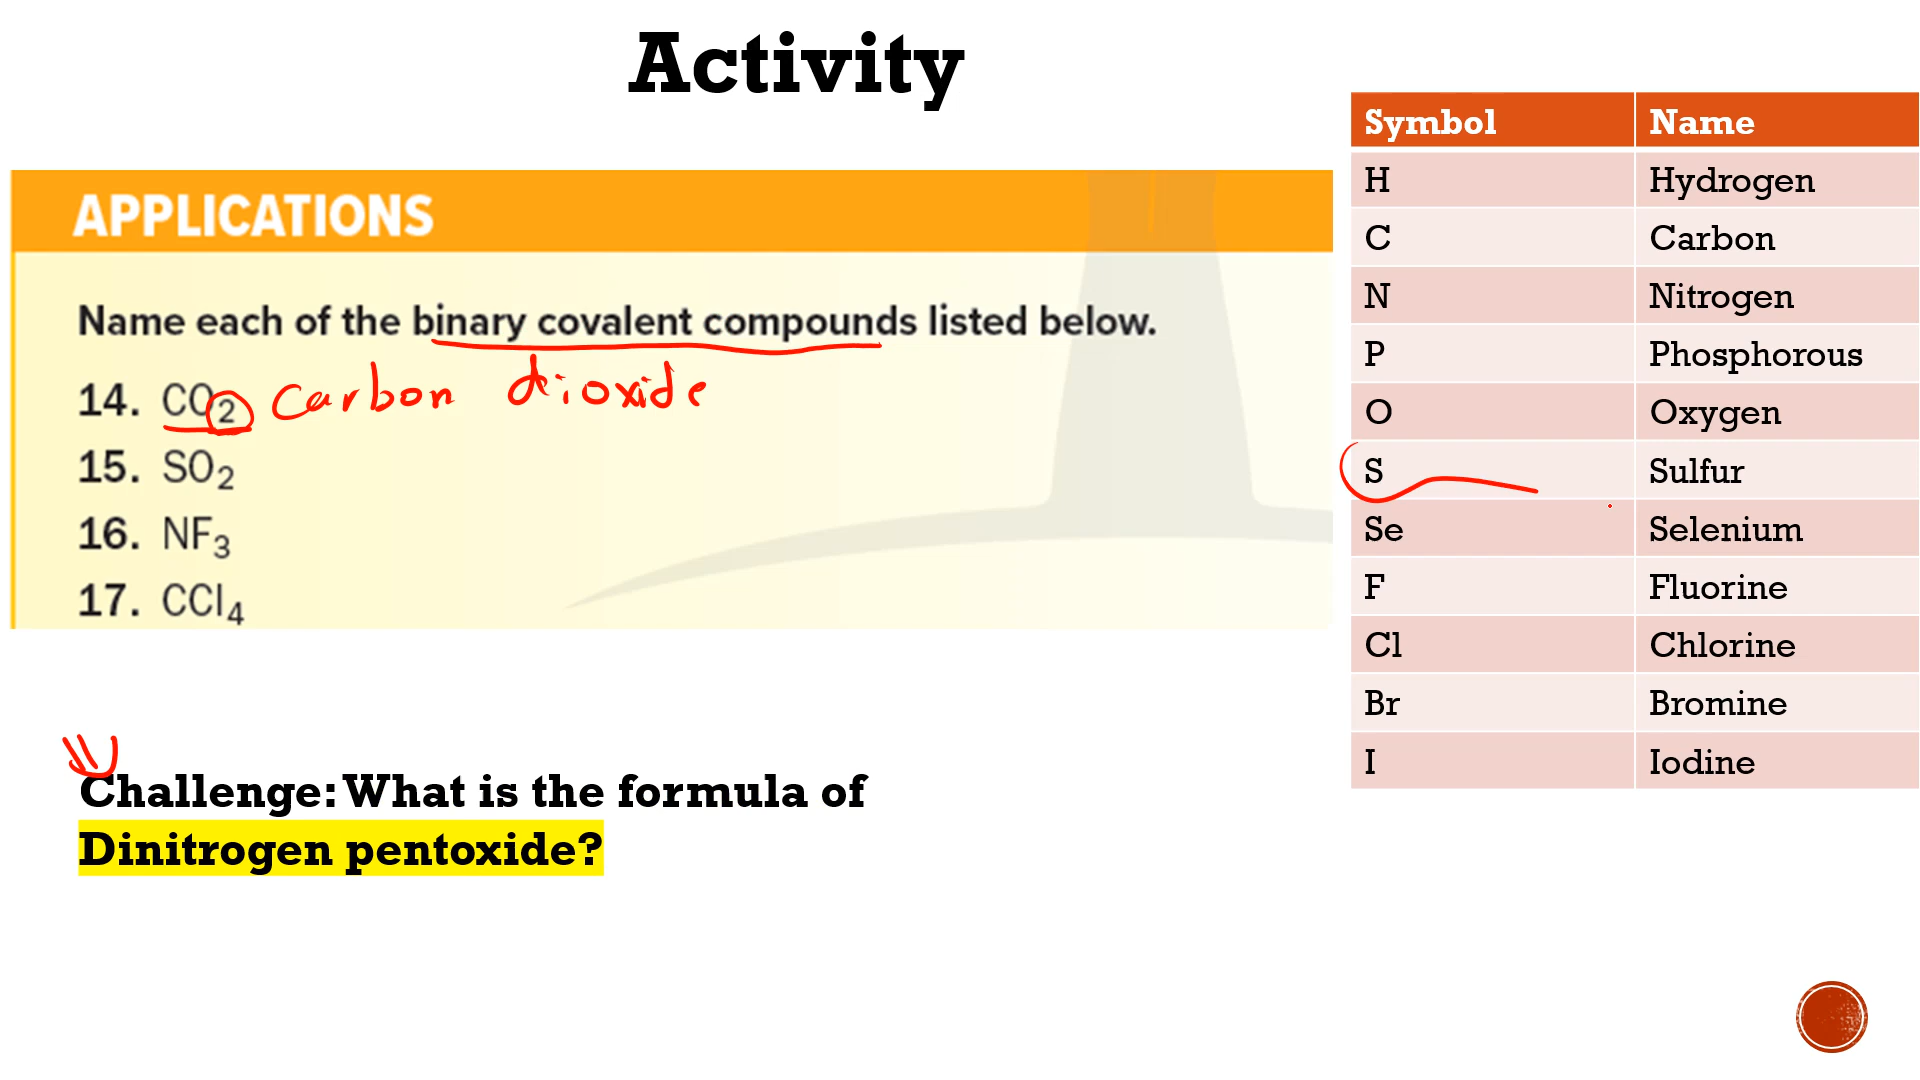 Activity
APPLICATIONS
Name each of the binary covalent compounds listed below.
14. CO₂ Carbon dioxide
15. SO₂
16. NF₃
17. CCl₄
Challenge: What is the formula of
Dinitrogen pentoxide?
Symbol Name
H Hydrogen
C Carbon
N Nitrogen
P Phosphorous
O Oxygen
S Sulfur
Se Selenium
F Fluorine
Cl Chlorine
Br Bromine
I Iodine